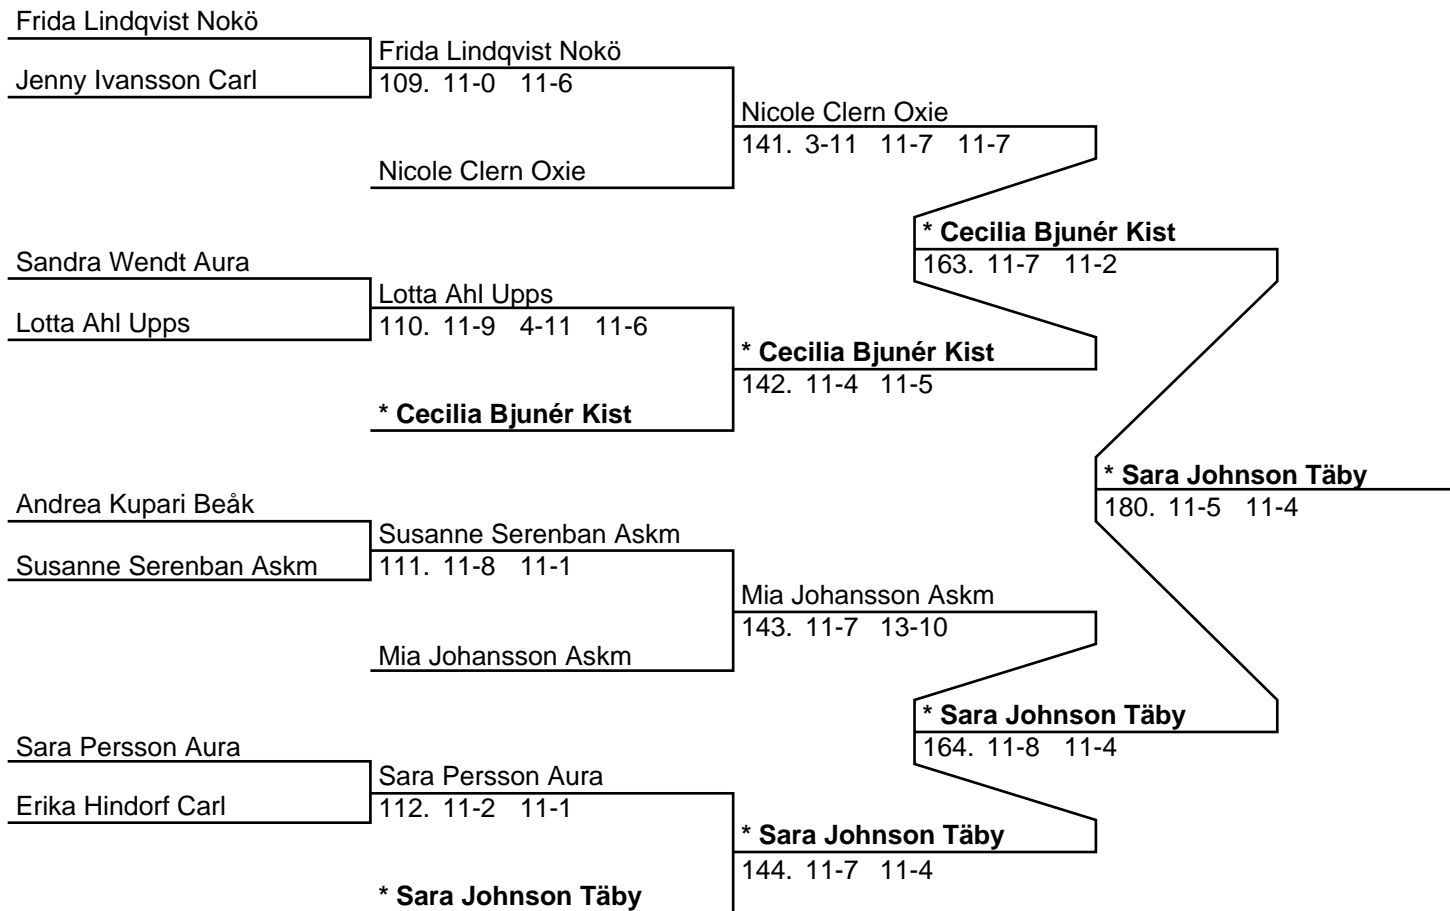 Frida Lindqvist Nokö
Jenny Ivansson Carl
Frida Lindqvist Nokö
109. 11-0 11-6
Nicole Clern Oxie
Nicole Clern Oxie
141. 3-11 11-7 11-7
Sandra Wendt Aura
Lotta Ahl Upps
Lotta Ahl Upps
110. 11-9 4-11 11-6
* Cecilia Bjunér Kist
* Cecilia Bjunér Kist
142. 11-4 11-5
* Cecilia Bjunér Kist
163. 11-7 11-2
Andrea Kupari Beåk
Susanne Serenban Askm
Susanne Serenban Askm
111. 11-8 11-1
Mia Johansson Askm
Mia Johansson Askm
143. 11-7 13-10
Sara Persson Aura
Erika Hindorf Carl
Sara Persson Aura
112. 11-2 11-1
* Sara Johnson Täby
* Sara Johnson Täby
144. 11-7 11-4
* Sara Johnson Täby
164. 11-8 11-4
* Sara Johnson Täby
180. 11-5 11-4